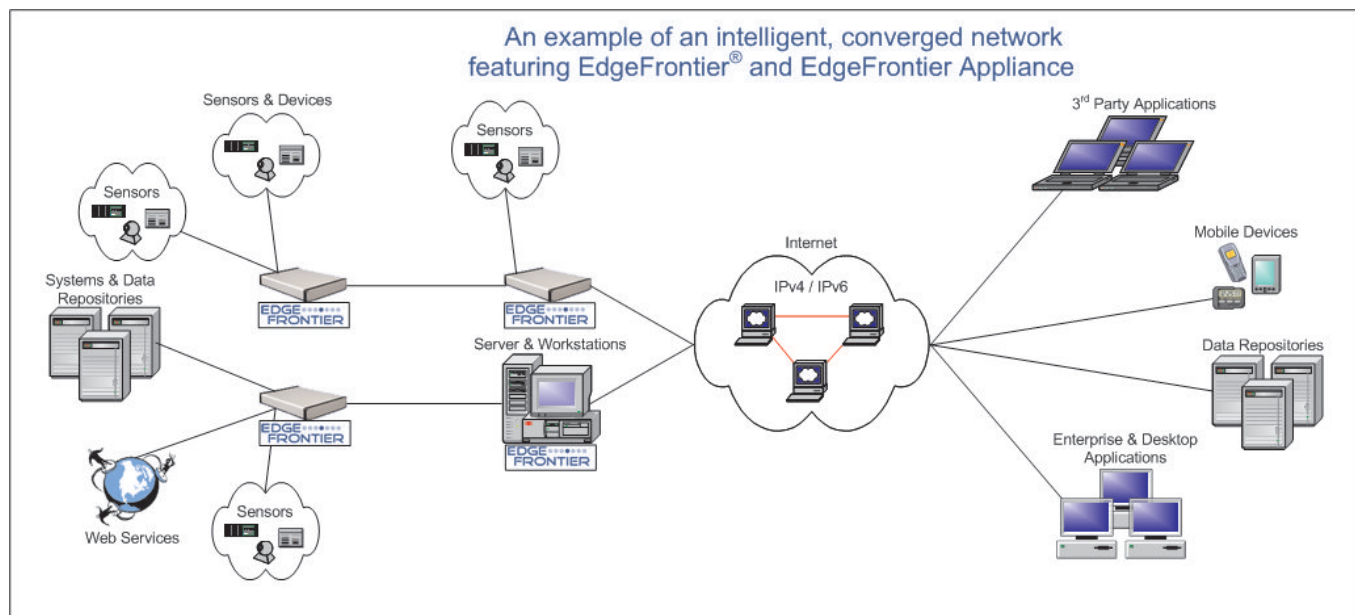 An example of an intelligent, converged network
featuring EdgeFrontier® and EdgeFrontier Appliance
Sensors & Devices
Sensors
3rd Party Applications
Sensors
Mobile Devices
Internet
IPv4 / IPv6
Systems & Data
Repositories
EDGE
FRONTIER
EDGE
FRONTIER
Server & Workstations
Data Repositories
EDGE
FRONTIER
Enterprise & Desktop
Applications
EDGE
FRONTIER
Sensors
Web Services